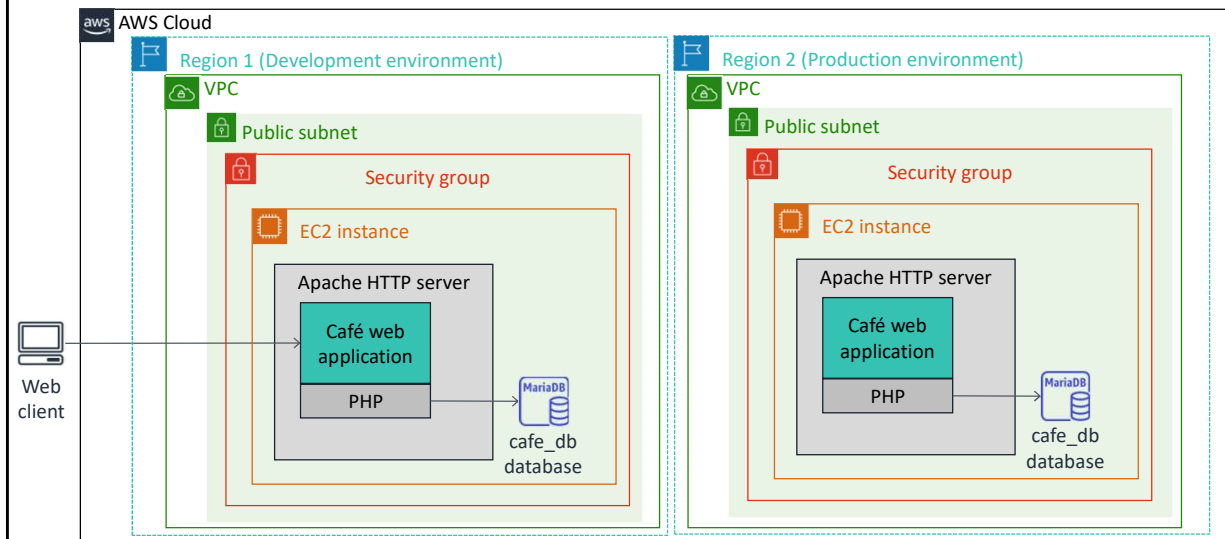 aws
AWS Cloud
Region 1 (Development environment)
VPC
Public subnet
Security group
EC2 instance
Apache HTTP server
Café web
application
PHP
MariaDB
cafe_db
database
Web
client
Region 2 (Production environment)
VPC
Public subnet
Security group
EC2 instance
Apache HTTP server
Café web
application
PHP
MariaDB
cafe_db
database